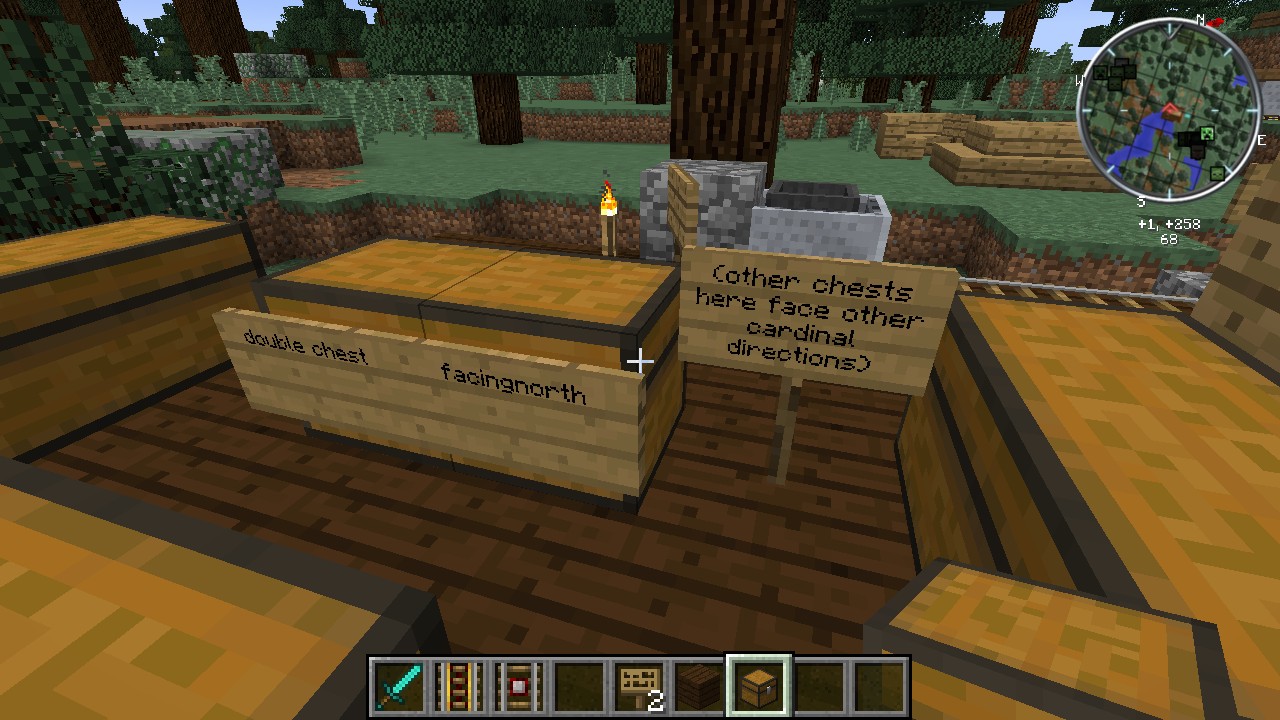 N
W
E
S
+1, +258
68
(other chests
here face other
cardinal
directions)
double chest
facingnorth
2